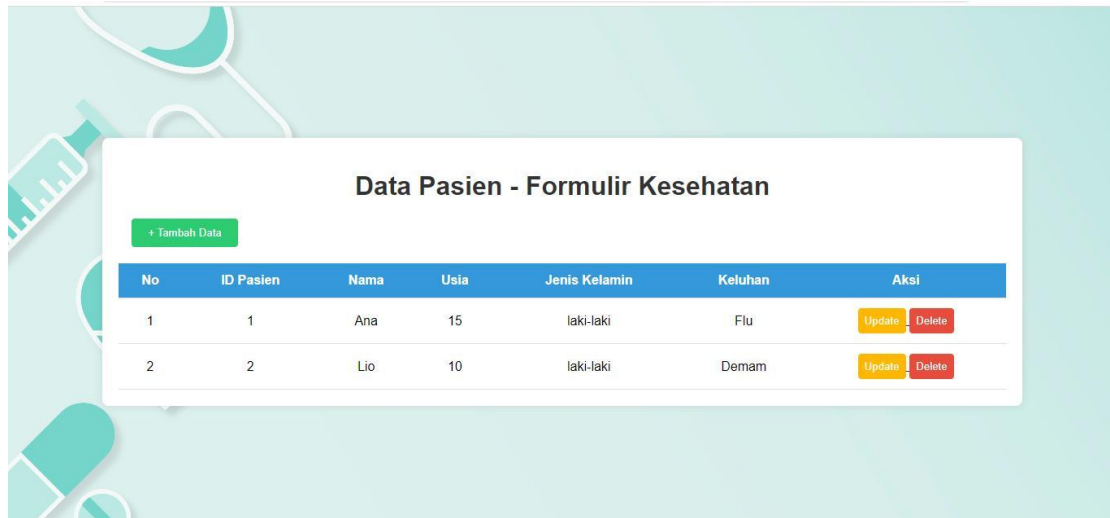 Data Pasien - Formulir Kesehatan
+ Tambah Data
No ID Pasien Nama Usia Jenis Kelamin Keluhan Aksi
1 1 Ana 15 laki-laki Flu Update Delete
2 2 Lio 10 laki-laki Demam Update Delete